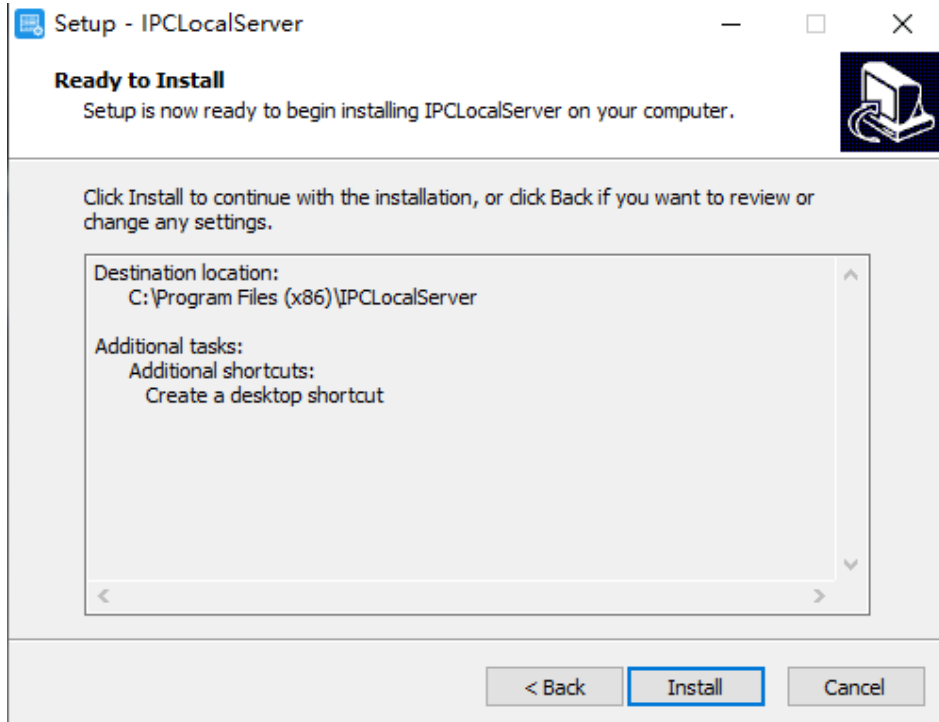 Setup - IPCLocalServer
Ready to Install
Setup is now ready to begin installing IPCLocalServer on your computer.
Click Install to continue with the installation, or click Back if you want to review or
change any settings.
Destination location:
C:\Program Files (x86)\IPCLocalServer
Additional tasks:
Additional shortcuts:
Create a desktop shortcut
< Back
Install
Cancel